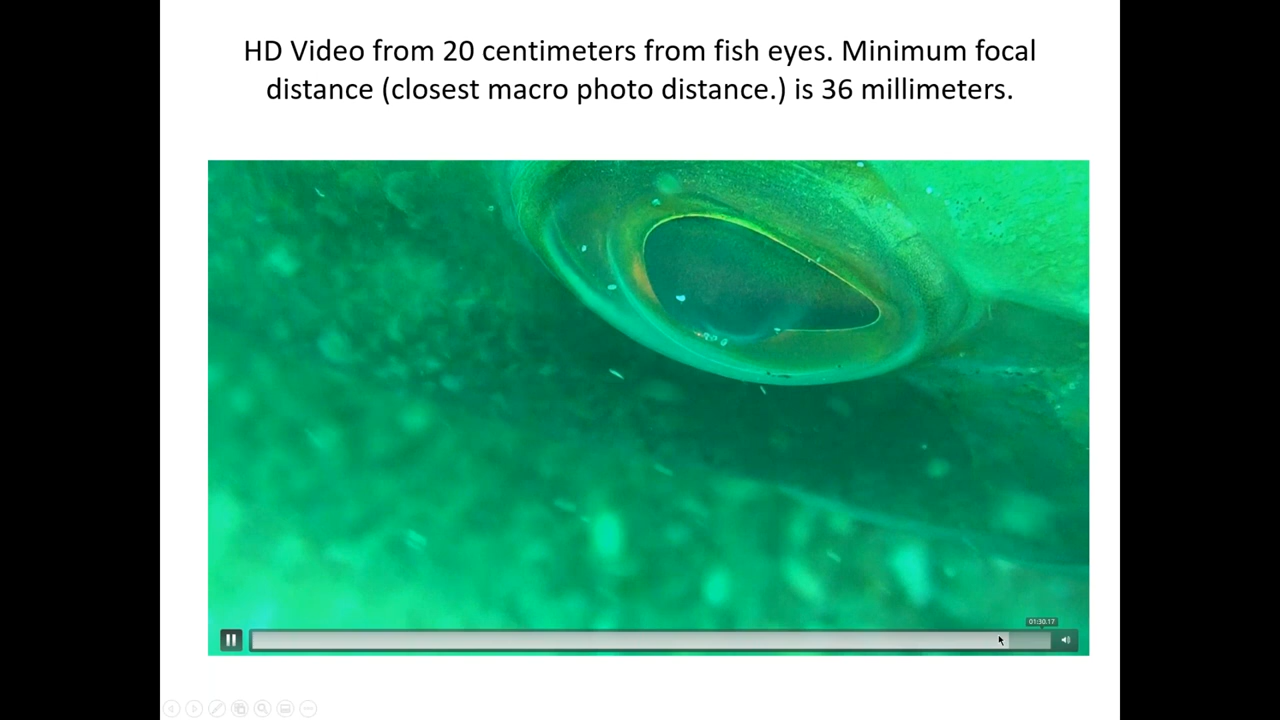 HD Video from 20 centimeters from fish eyes. Minimum focal
distance (closest macro photo distance.) is 36 millimeters.
01:30.17